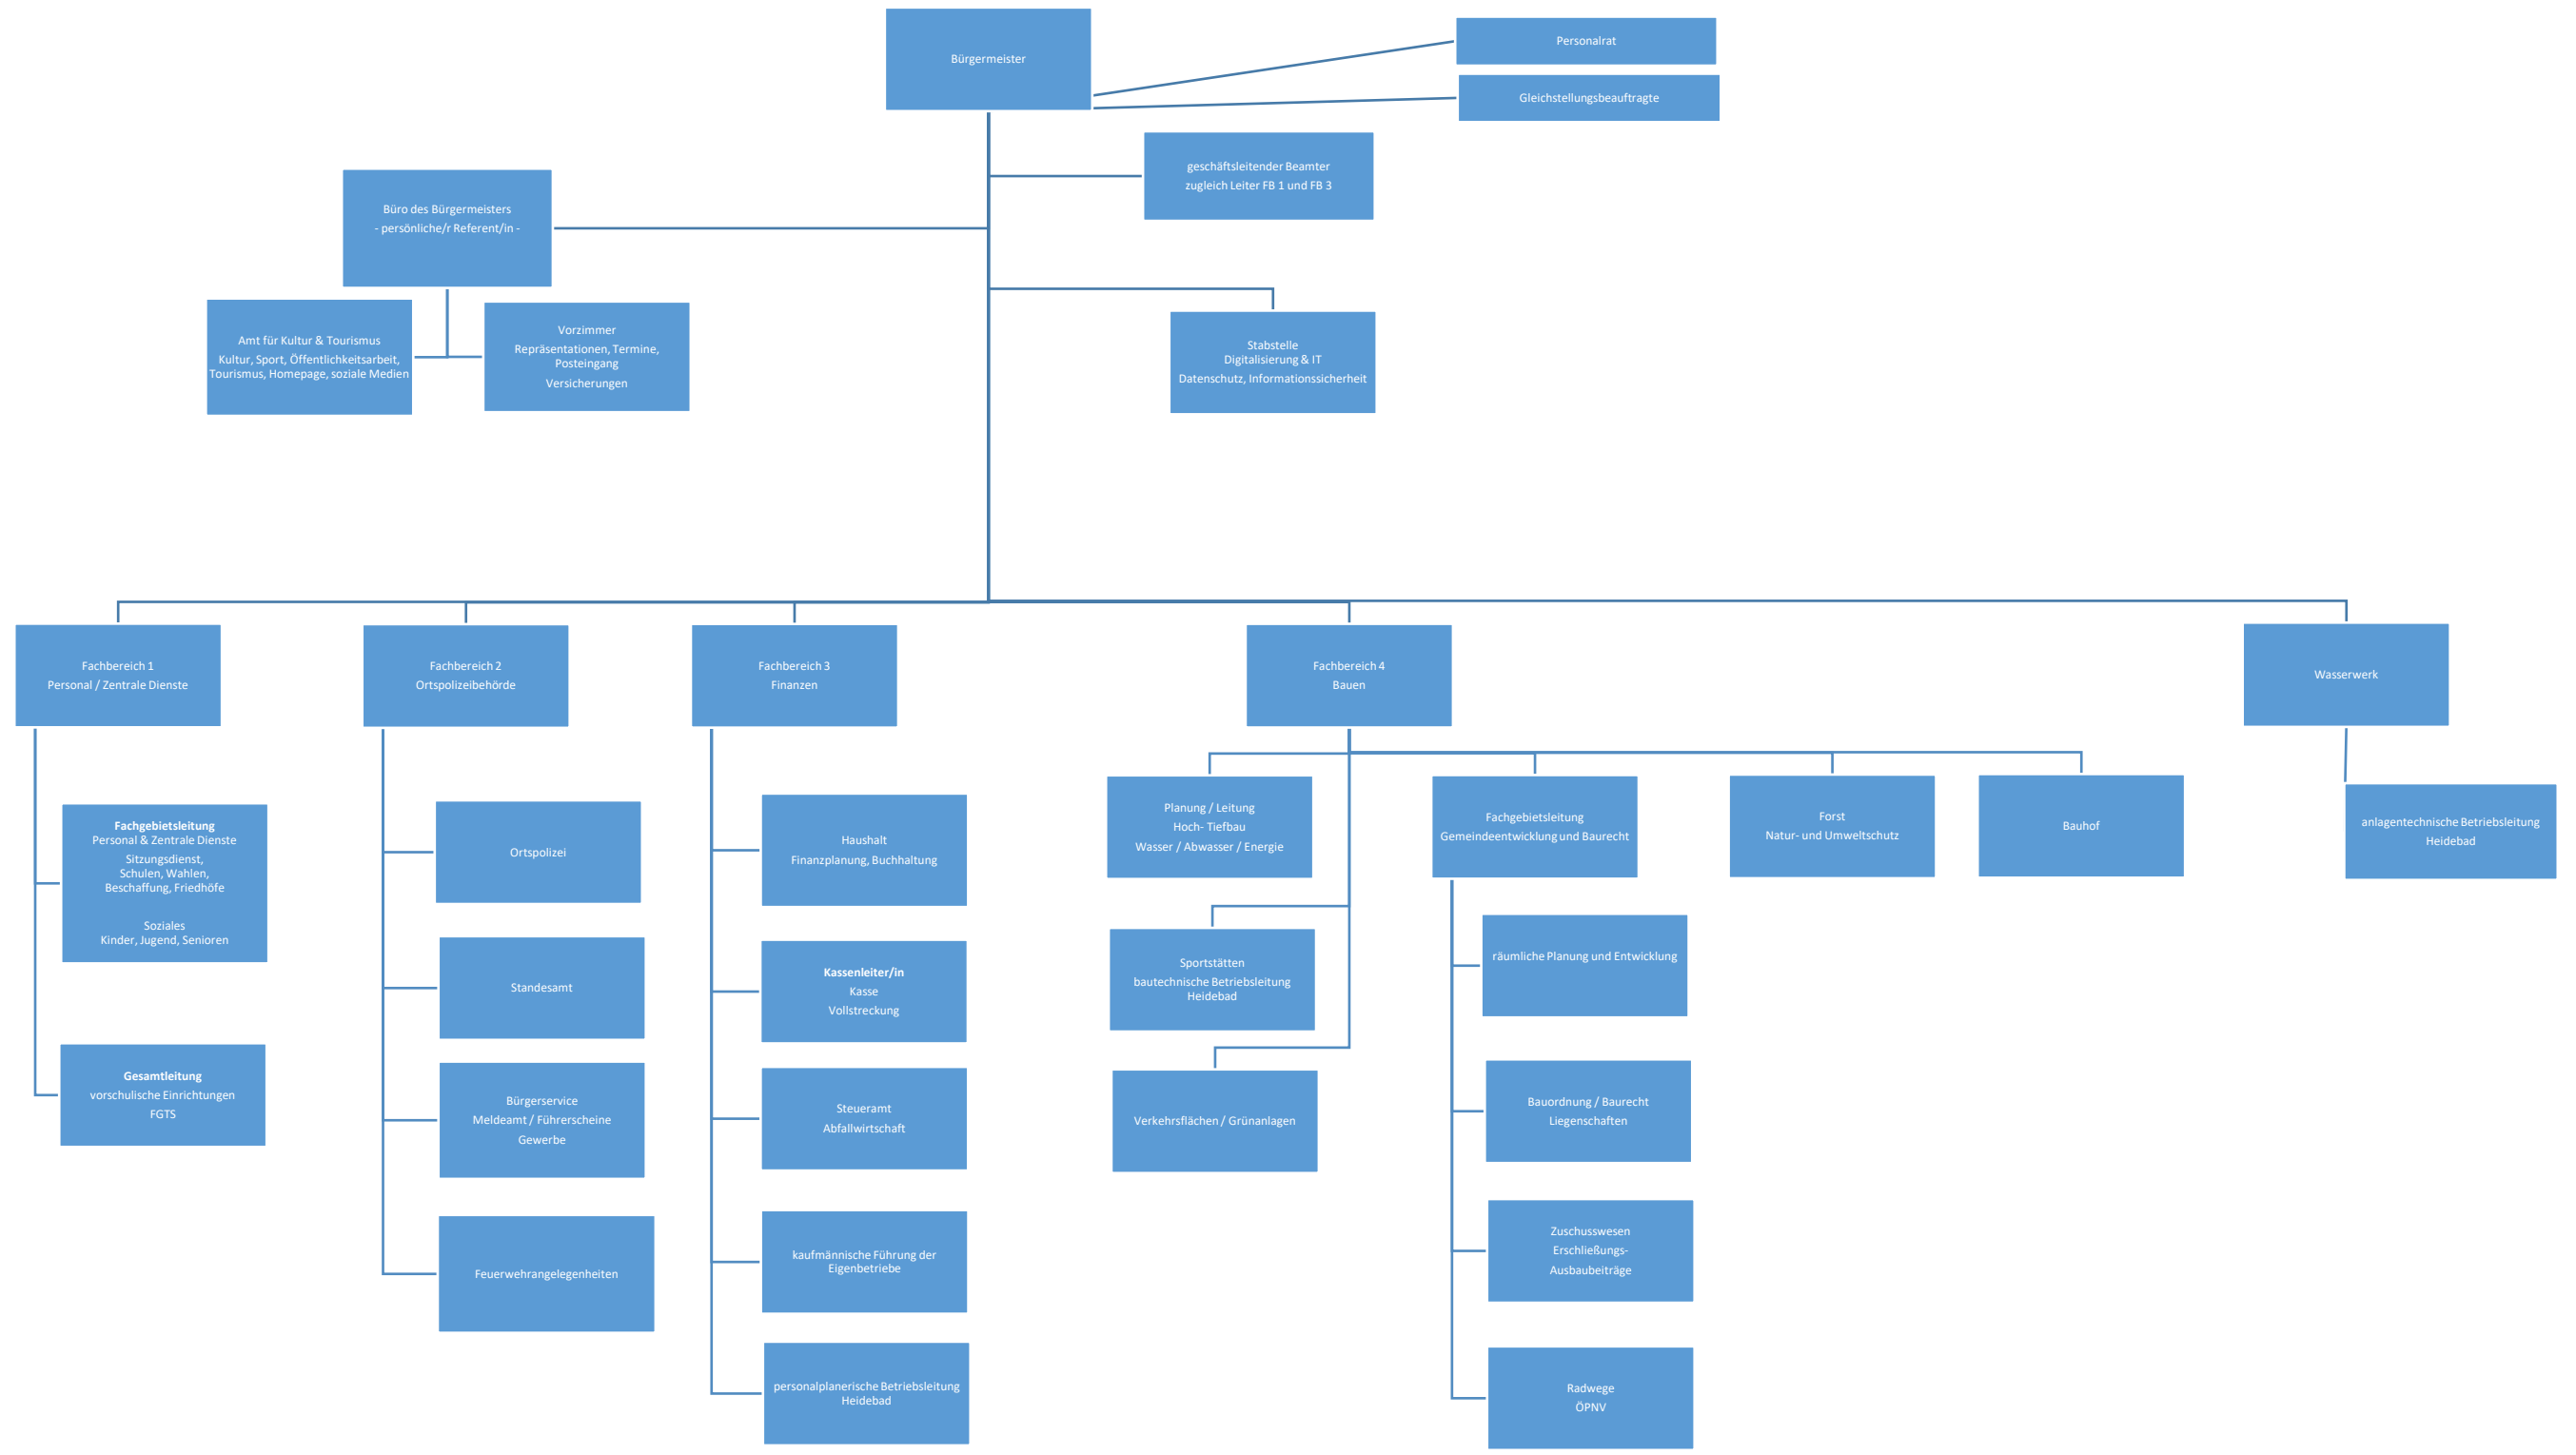 Bürgermeister
Personalrat
Gleichstellungsbeauftragte
geschäftsleitender Beamter
zugleich Leiter FB 1 und FB 3
Büro des Bürgermeisters
- persönliche/r Referent/in -
Amt für Kultur & Tourismus
Kultur, Sport, Öffentlichkeitsarbeit,
Tourismus, Homepage, soziale Medien
Vorzimmer
Repräsentationen, Termine,
Posteingang
Versicherungen
Stabstelle
Digitalisierung & IT
Datenschutz, Informationssicherheit
Fachbereich 1
Personal / Zentrale Dienste
Fachgebietsleitung
Personal & Zentrale Dienste
Sitzungsdienst,
Schulen, Wahlen,
Beschaffung, Friedhöfe
Soziales
Kinder, Jugend, Senioren
Gesamtleitung
vorschulische Einrichtungen
FGTS
Fachbereich 2
Ortspolizeibehörde
Ortspolizei
Standesamt
Bürgerservice
Meldeamt / Führerscheine
Gewerbe
Feuerwehrangelegenheiten
Fachbereich 3
Finanzen
Haushalt
Finanzplanung, Buchhaltung
Kassenleiter/in
Kasse
Vollstreckung
Steueramt
Abfallwirtschaft
kaufmännische Führung der
Eigenbetriebe
personalplanerische Betriebsleitung
Heidebad
Fachbereich 4
Bauen
Planung / Leitung
Hoch- Tiefbau
Wasser / Abwasser / Energie
Sportstätten
bautechnische Betriebsleitung
Heidebad
Verkehrsflächen / Grünanlagen
Fachgebietsleitung
Gemeindeentwicklung und Baurecht
räumliche Planung und Entwicklung
Bauordnung / Baurecht
Liegenschaften
Zuschusswesen
Erschließungs-
Ausbaubeiträge
Radwege
ÖPNV
Forst
Natur- und Umweltschutz
Bauhof
Wasserwerk
anlagentechnische Betriebsleitung
Heidebad